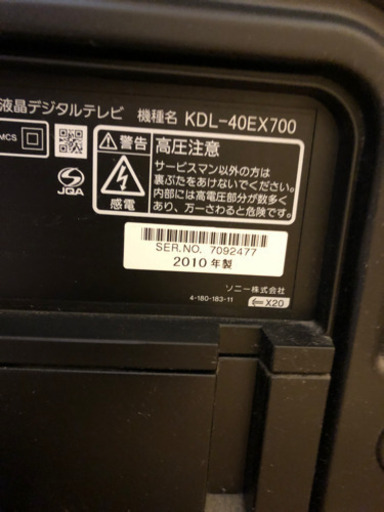 液晶デジタルテレビ 機種名 KDL-40EX700
MCS
JQA
警告
感電
高圧注意
サービスマン以外の方は
裏ぶたをあけないでください。
内部には高電圧部分が数多く
あり、万一さわると危険です。
SER.NO. 7092477
2010年製
ソニー株式会社
4-180-183-11
X20